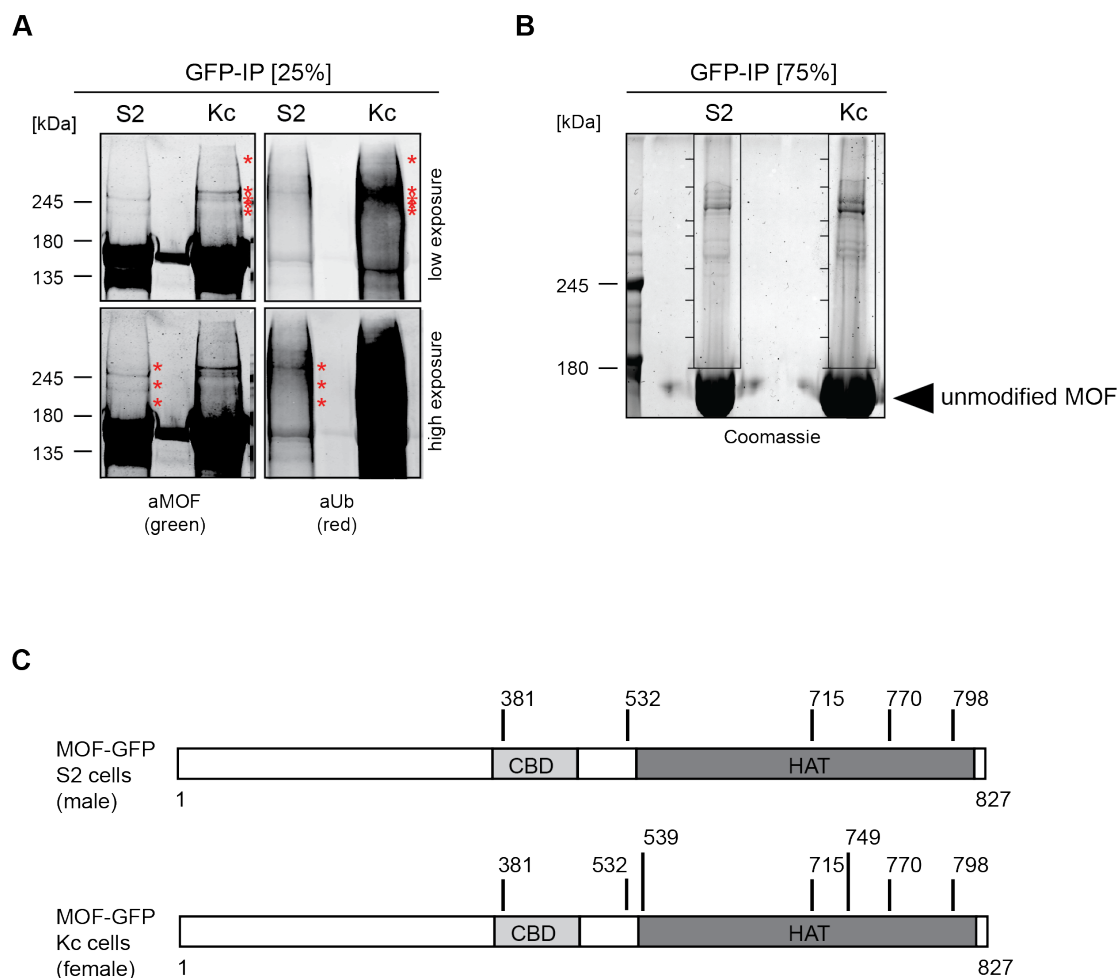 A
GFP-IP [25%]
[kDa]
S2
Kc
S2
Kc
*
*
*
*
*
*
*
*
*
*
245
180
135
low exposure
*
*
*
*
*
*
245
180
135
high exposure
aMOF
(green)
aUb
(red)
B
GFP-IP [75%]
[kDa]
S2
Kc
245
180
unmodified MOF
Coomassie
C
381
532
715
770
798
MOF-GFP
S2 cells
(male)
CBD
HAT
1
827
539
749
381
532
715
770
798
MOF-GFP
Kc cells
(female)
CBD
HAT
1
827